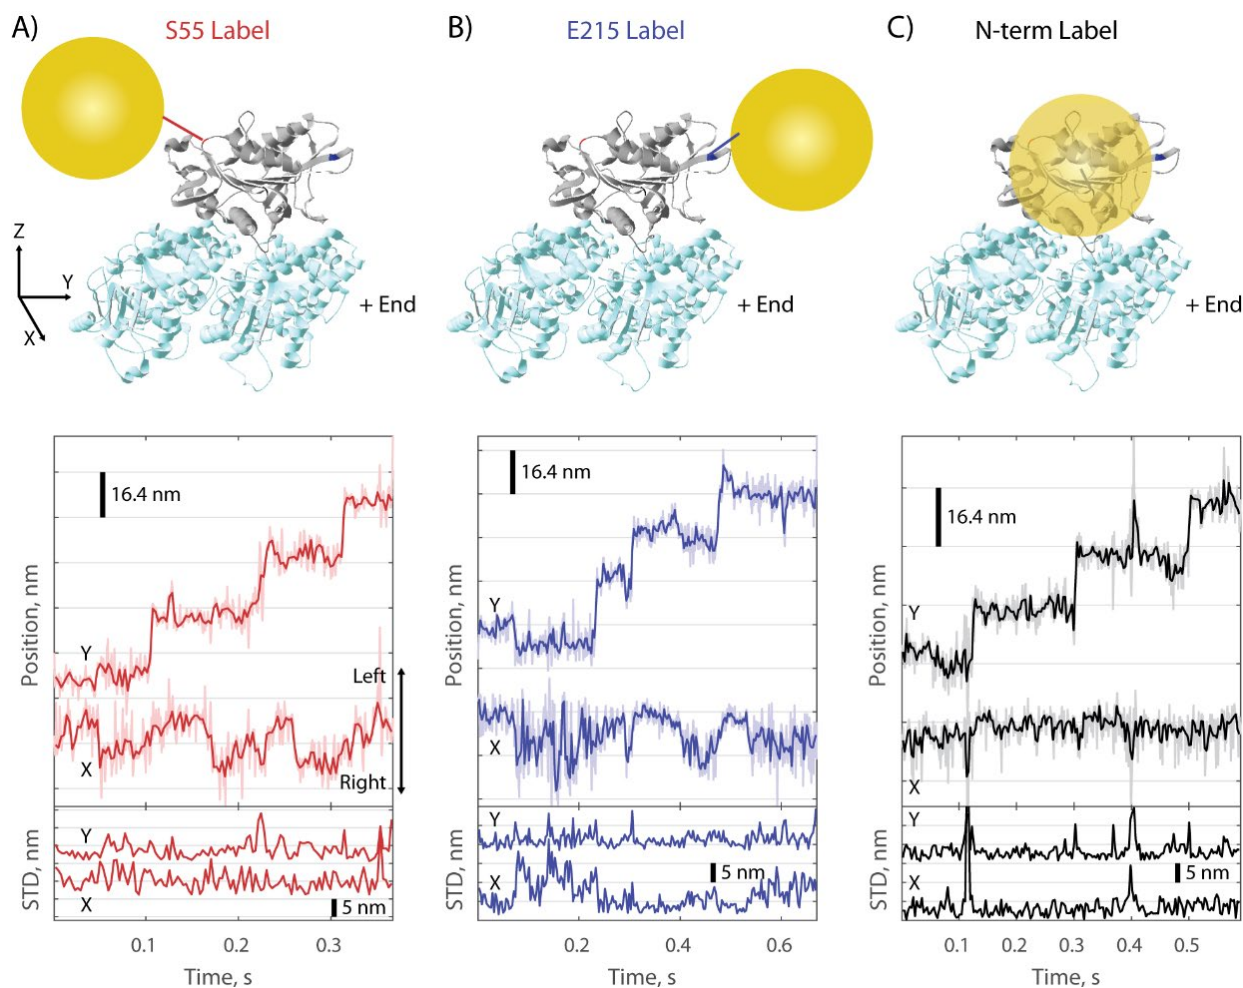 A) S55 Label
B) E215 Label
C) N-term Label
Z
Y
X
+ End
+ End
+ End
16.4 nm
Y
Left
X
Right
Position, nm
Y
X
5 nm
STD, nm
0.1 0.2 0.3
Time, s
16.4 nm
Y
X
Position, nm
Y
X
5 nm
STD, nm
0.2 0.4 0.6
Time, s
16.4 nm
Y
X
Position, nm
Y
X
5 nm
STD, nm
0.1 0.2 0.3 0.4 0.5
Time, s